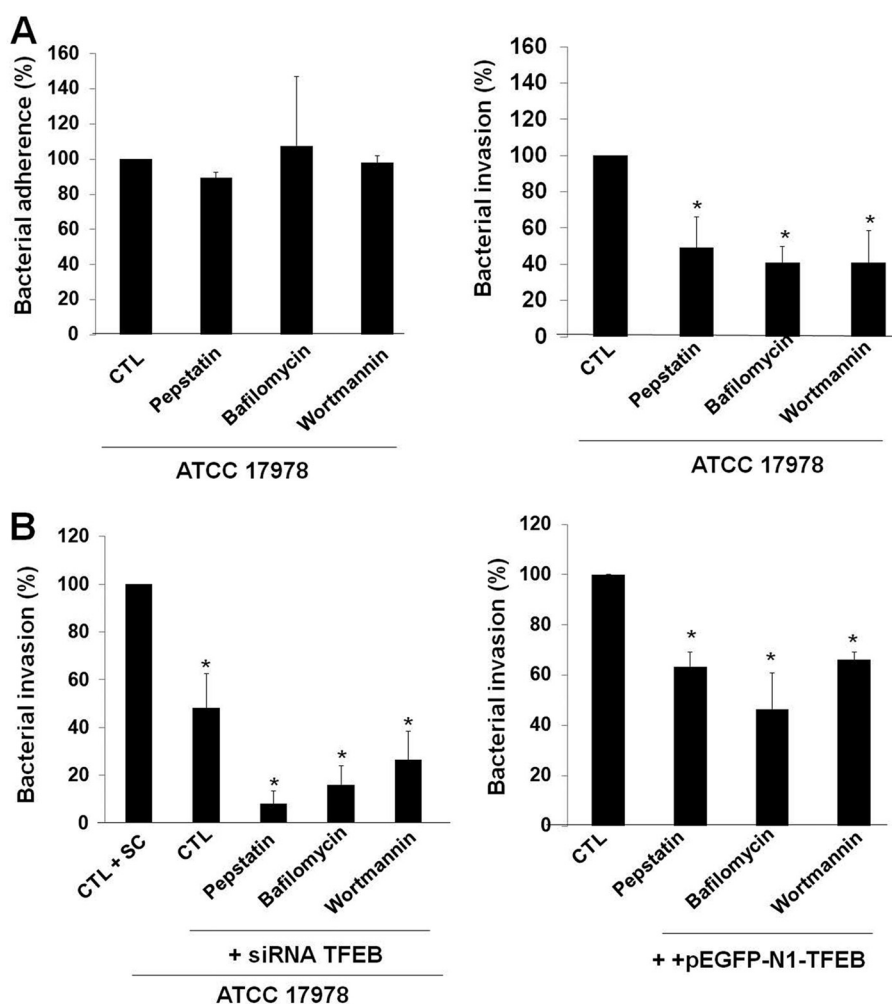 A
Bacterial adherence (%)
160
140
120
100
80
60
40
20
0
CTL
Pepstatin
Bafilomycin
Wortmannin
ATCC 17978
Bacterial invasion (%)
160
140
120
100
80
60
40
20
0
*
*
*
CTL
Pepstatin
Bafilomycin
Wortmannin
ATCC 17978
B
Bacterial invasion (%)
120
100
80
60
40
20
0
*
*
*
*
CTL + SC
CTL
Pepstatin
Bafilomycin
Wortmannin
+ siRNA TFEB
ATCC 17978
Bacterial invasion (%)
120
100
80
60
40
20
0
*
*
*
CTL
Pepstatin
Bafilomycin
Wortmannin
+ +pEGFP-N1-TFEB